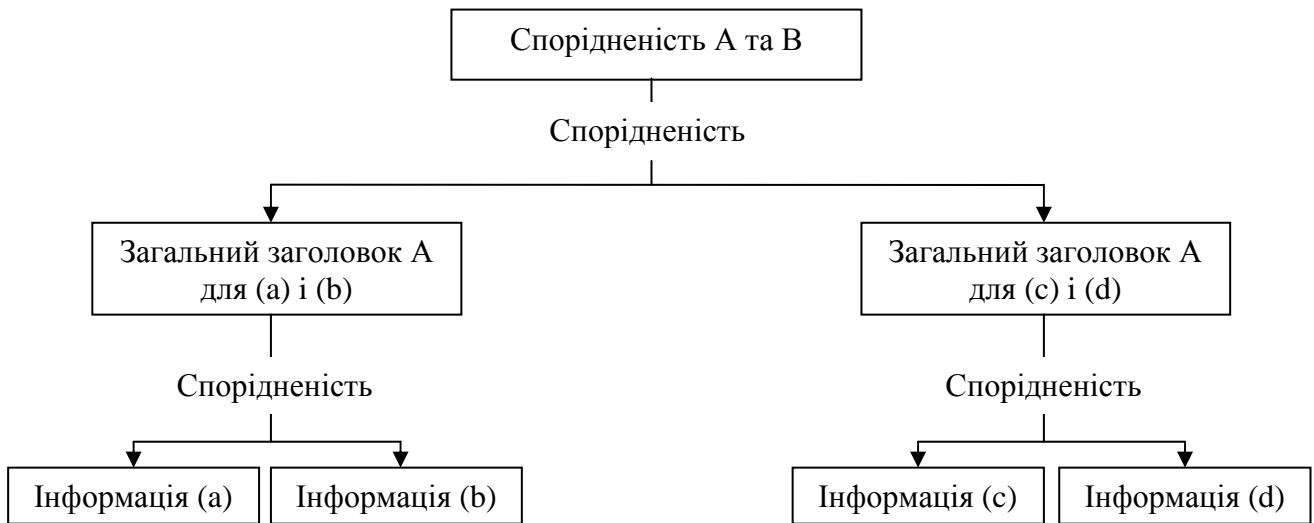 Спорідненість А та В
Спорідненість
Загальний заголовок А
для (a) і (b)
Загальний заголовок А
для (c) і (d)
Спорідненість
Спорідненість
Інформація (a)
Інформація (b)
Інформація (c)
Інформація (d)